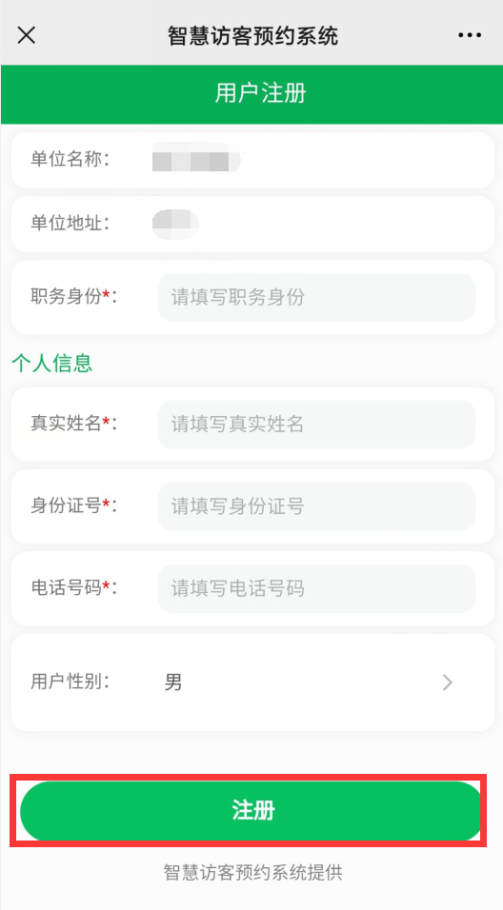 智慧访客预约系统
用户注册
单位名称：
单位地址：
职务身份*： 请填写职务身份
个人信息
真实姓名*： 请填写真实姓名
身份证号*： 请填写身份证号
电话号码*： 请填写电话号码
用户性别： 男
注册
智慧访客预约系统提供